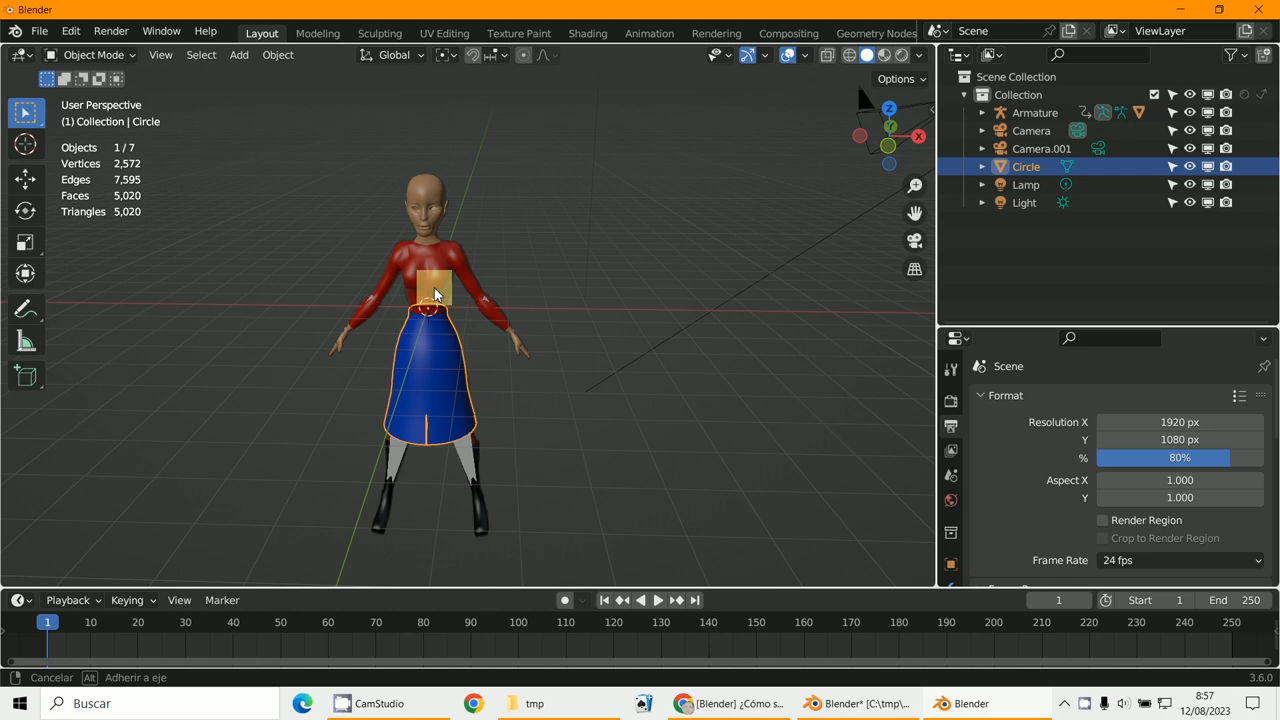 Blender
File Edit Render Window Help
Layout Modeling Sculpting UV Editing Texture Paint Shading Animation Rendering Compositing Geometry Nodes
Scene ViewLayer
Object Mode View Select Add Object Global
Options
User Perspective
(1) Collection | Circle
Objects 1 / 7
Vertices 2,572
Edges 7,595
Faces 5,020
Triangles 5,020
Z
Y
X
Scene Collection
Collection
Armature
Camera
Camera.001
Circle
Lamp
Light
Scene
Format
Resolution X 1920 px
Y 1080 px
% 80%
Aspect X 1.000
Y 1.000
Render Region
Crop to Render Region
Frame Rate 24 fps
Playback Keying View Marker
1 Start 1 End 250
1 10 20 30 40 50 60 70 80 90 100 110 120 130 140 150 160 170 180 190 200 210 220 230 240 250
Cancelar Alt Adherir a eje 3.6.0
Buscar CamStudio tmp [Blender] ¿Cómo s... Blender* [C:\tmp\... Blender
8:57
12/08/2023